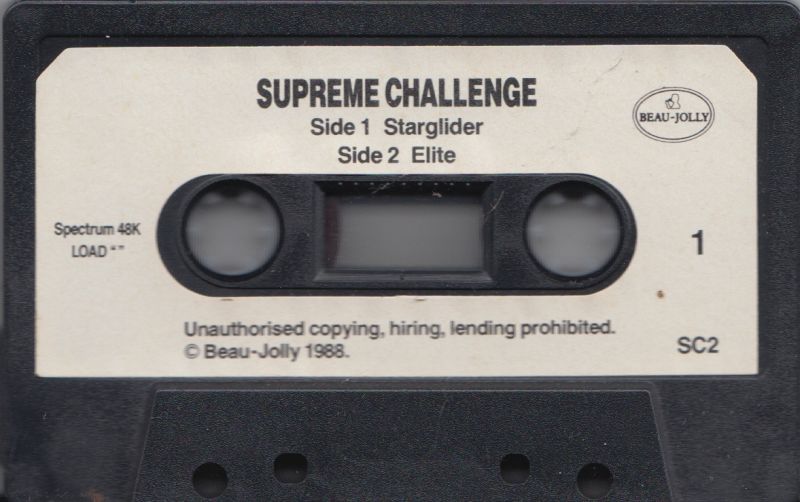 SUPREME CHALLENGE
Side 1 Starglider
Side 2 Elite
BEAU-JOLLY
Spectrum 48K
LOAD “”
1
Unauthorised copying, hiring, lending prohibited.
© Beau-Jolly 1988.
SC2